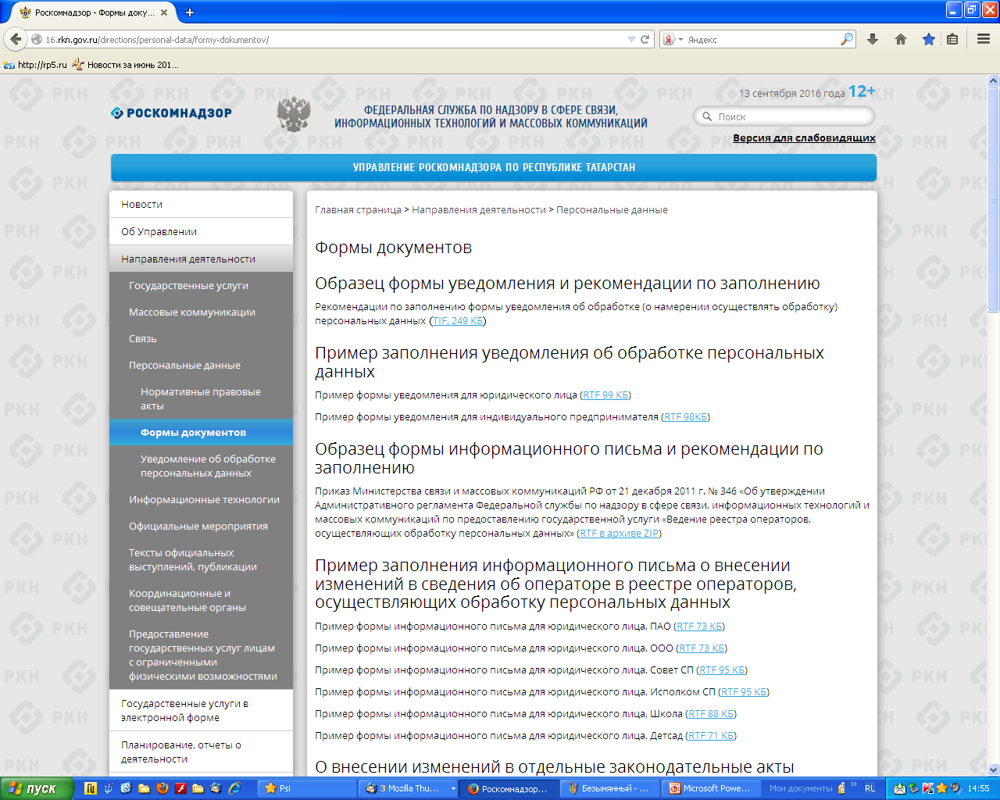 Роскомнадзор - Формы доку...
16.rkn.gov.ru/directions/personal-data/formy-dokumentov/
Яндекс
http://rp5.ru
Новости за июнь 201...
РОСКОМНАДЗОР
ФЕДЕРАЛЬНАЯ СЛУЖБА ПО НАДЗОРУ В СФЕРЕ СВЯЗИ,
ИНФОРМАЦИОННЫХ ТЕХНОЛОГИЙ И МАССОВЫХ КОММУНИКАЦИЙ
13 сентября 2016 года 12+
Поиск
Версия для слабовидящих
УПРАВЛЕНИЕ РОСКОМНАДЗОРА ПО РЕСПУБЛИКЕ ТАТАРСТАН
Новости
Об Управлении
Направления деятельности
Государственные услуги
Массовые коммуникации
Связь
Персональные данные
Нормативные правовые
акты
Формы документов
Уведомление об обработке
персональных данных
Информационные технологии
Официальные мероприятия
Тексты официальных
выступлений, публикации
Координационные и
совещательные органы
Предоставление
государственных услуг лицам
с ограниченными
физическими возможностями
Государственные услуги в
электронной форме
Планирование, отчеты о
деятельности
Главная страница > Направления деятельности > Персональные данные
Формы документов
Образец формы уведомления и рекомендации по заполнению
Рекомендации по заполнению формы уведомления об обработке (о намерении осуществлять обработку)
персональных данных (TIF, 249 КБ)
Пример заполнения уведомления об обработке персональных
данных
Пример формы уведомления для юридического лица (RTF 99 КБ)
Пример формы уведомления для индивидуального предпринимателя (RTF 98КБ)
Образец формы информационного письма и рекомендации по
заполнению
Приказ Министерства связи и массовых коммуникаций РФ от 21 декабря 2011 г. № 346 «Об утверждении
Административного регламента Федеральной службы по надзору в сфере связи, информационных технологий и
массовых коммуникаций по предоставлению государственной услуги «Ведение реестра операторов,
осуществляющих обработку персональных данных» (RTF в архиве ZIP)
Пример заполнения информационного письма о внесении
изменений в сведения об операторе в реестре операторов,
осуществляющих обработку персональных данных
Пример формы информационного письма для юридического лица, ПАО (RTF 73 КБ)
Пример формы информационного письма для юридического лица, ООО (RTF 73 КБ)
Пример формы информационного письма для юридического лица, Совет СП (RTF 95 КБ)
Пример формы информационного письма для юридического лица, Исполком СП (RTF 95 КБ)
Пример формы информационного письма для юридического лица, Школа (RTF 88 КБ)
Пример формы информационного письма для юридического лица, Детсад (RTF 71 КБ)
О внесении изменений в отдельные законодательные акты
пуск
Psi
3 Mozilla Thu...
Роскомнадзор...
Безымянный - ...
Microsoft Powe...
Мои документы
RL
14:55